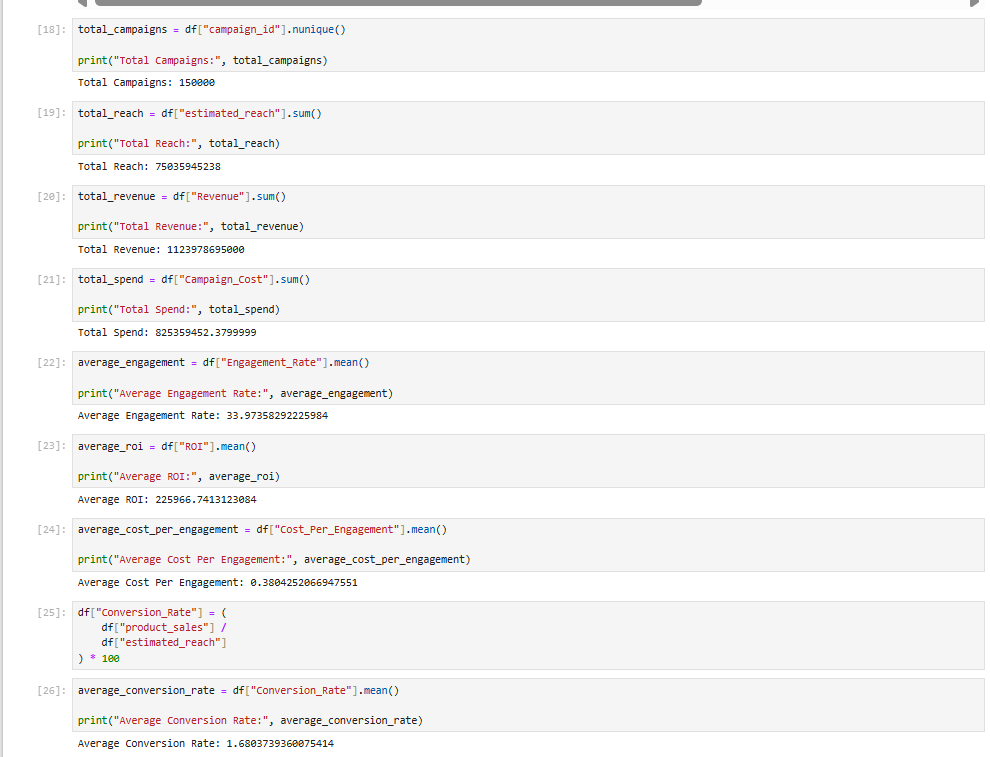 [18]: total_campaigns = df["campaign_id"].nunique()
print("Total Campaigns:", total_campaigns)
Total Campaigns: 150000
[19]: total_reach = df["estimated_reach"].sum()
print("Total Reach:", total_reach)
Total Reach: 75035945238
[20]: total_revenue = df["Revenue"].sum()
print("Total Revenue:", total_revenue)
Total Revenue: 1123978695000
[21]: total_spend = df["Campaign_Cost"].sum()
print("Total Spend:", total_spend)
Total Spend: 825359452.3799999
[22]: average_engagement = df["Engagement_Rate"].mean()
print("Average Engagement Rate:", average_engagement)
Average Engagement Rate: 33.97358292225984
[23]: average_roi = df["ROI"].mean()
print("Average ROI:", average_roi)
Average ROI: 225966.7413123084
[24]: average_cost_per_engagement = df["Cost_Per_Engagement"].mean()
print("Average Cost Per Engagement:", average_cost_per_engagement)
Average Cost Per Engagement: 0.3804252066947551
[25]: df["Conversion_Rate"] = (
df["product_sales"] /
df["estimated_reach"]
) * 100
[26]: average_conversion_rate = df["Conversion_Rate"].mean()
print("Average Conversion Rate:", average_conversion_rate)
Average Conversion Rate: 1.6803739360075414